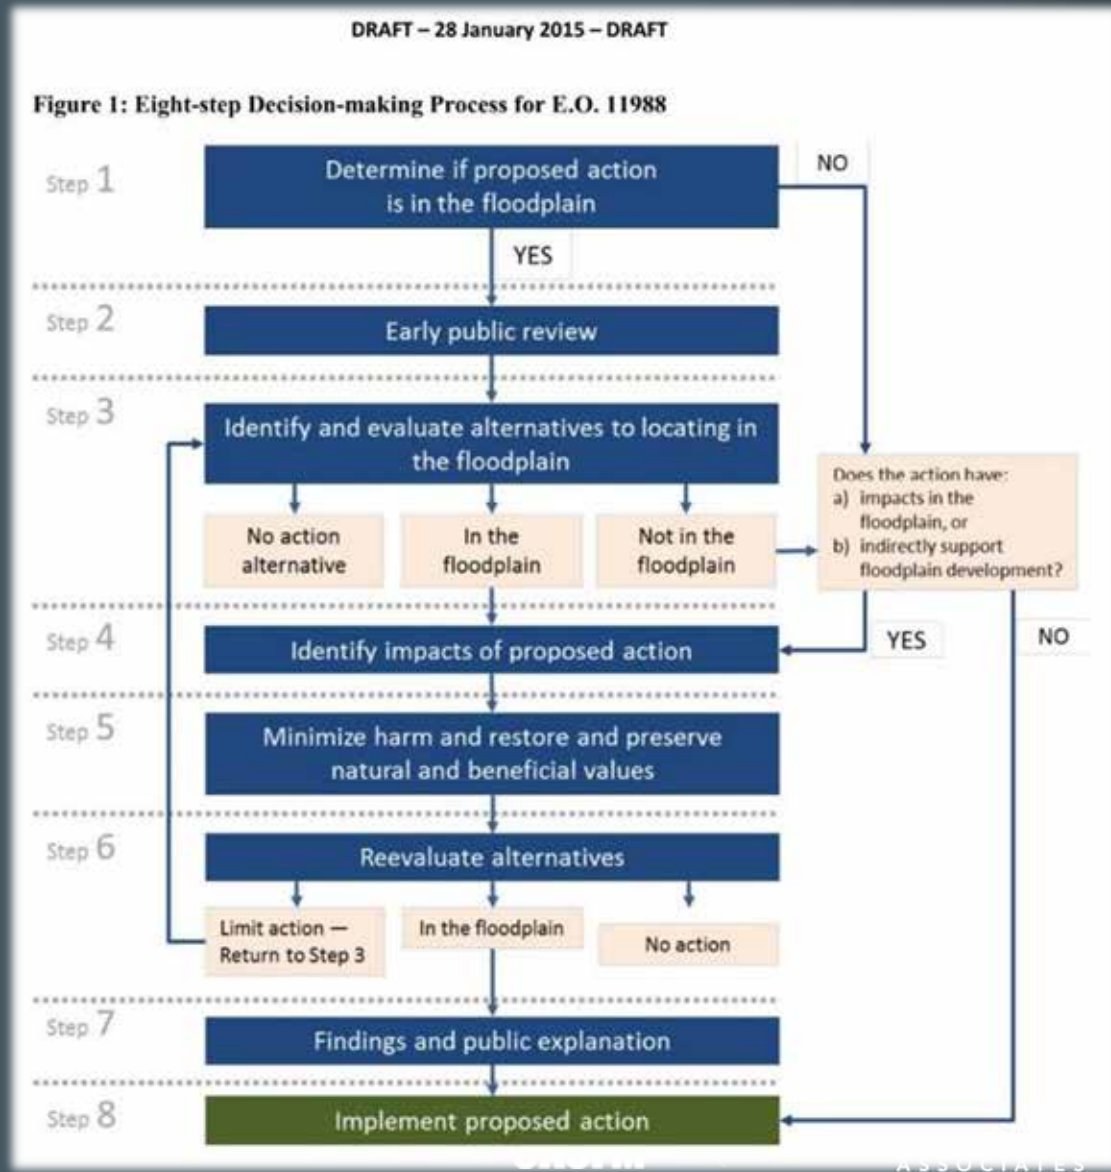 DRAFT – 28 January 2015 – DRAFT
Figure 1: Eight-step Decision-making Process for E.O. 11988
Step 1
Determine if proposed action
is in the floodplain
NO
YES
Step 2
Early public review
Step 3
Identify and evaluate alternatives to locating in
the floodplain
No action
alternative
In the
floodplain
Not in the
floodplain
Does the action have:
a) impacts in the
floodplain, or
b) indirectly support
floodplain development?
Step 4
Identify impacts of proposed action
YES
NO
Step 5
Minimize harm and restore and preserve
natural and beneficial values
Step 6
Reevaluate alternatives
Limit action —
Return to Step 3
In the floodplain
No action
Step 7
Findings and public explanation
Step 8
Implement proposed action
ASSOCIATES